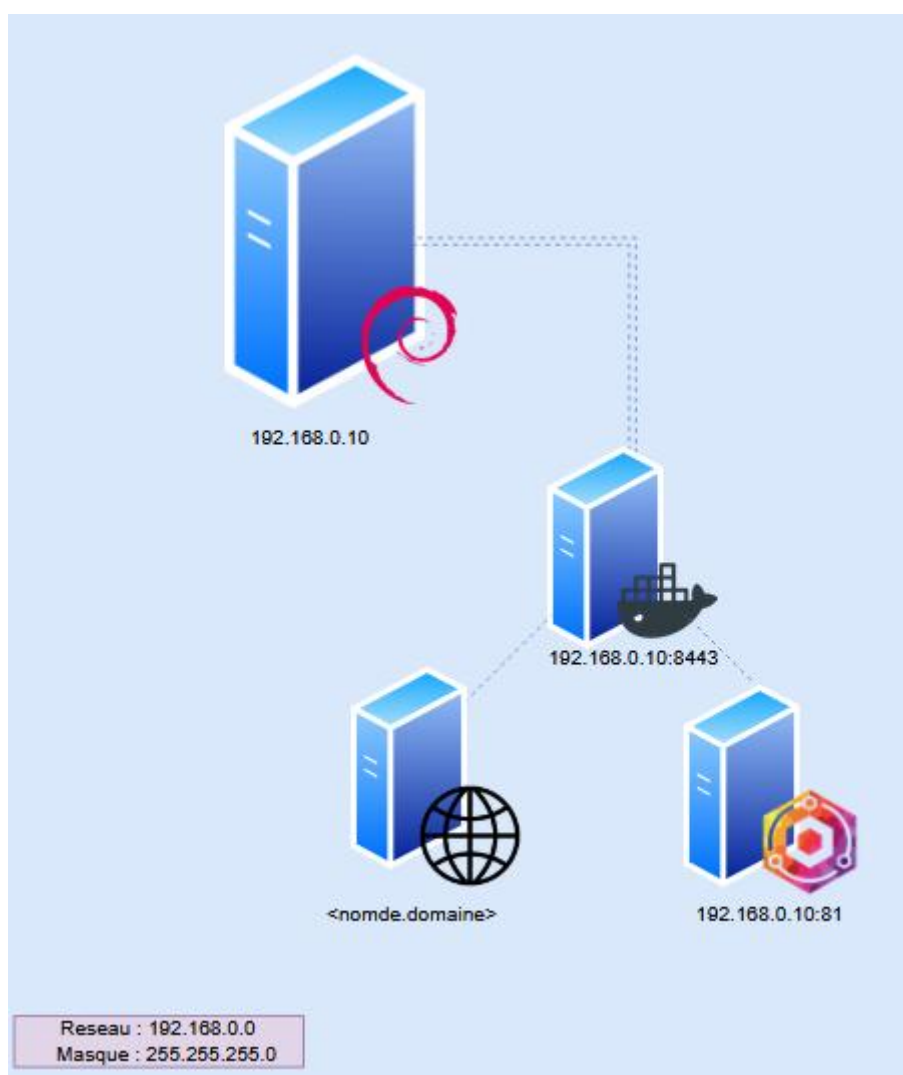 192.168.0.10
192.168.0.10:8443
<nomde.domaine>
192.168.0.10:81
Reseau : 192.168.0.0
Masque : 255.255.255.0